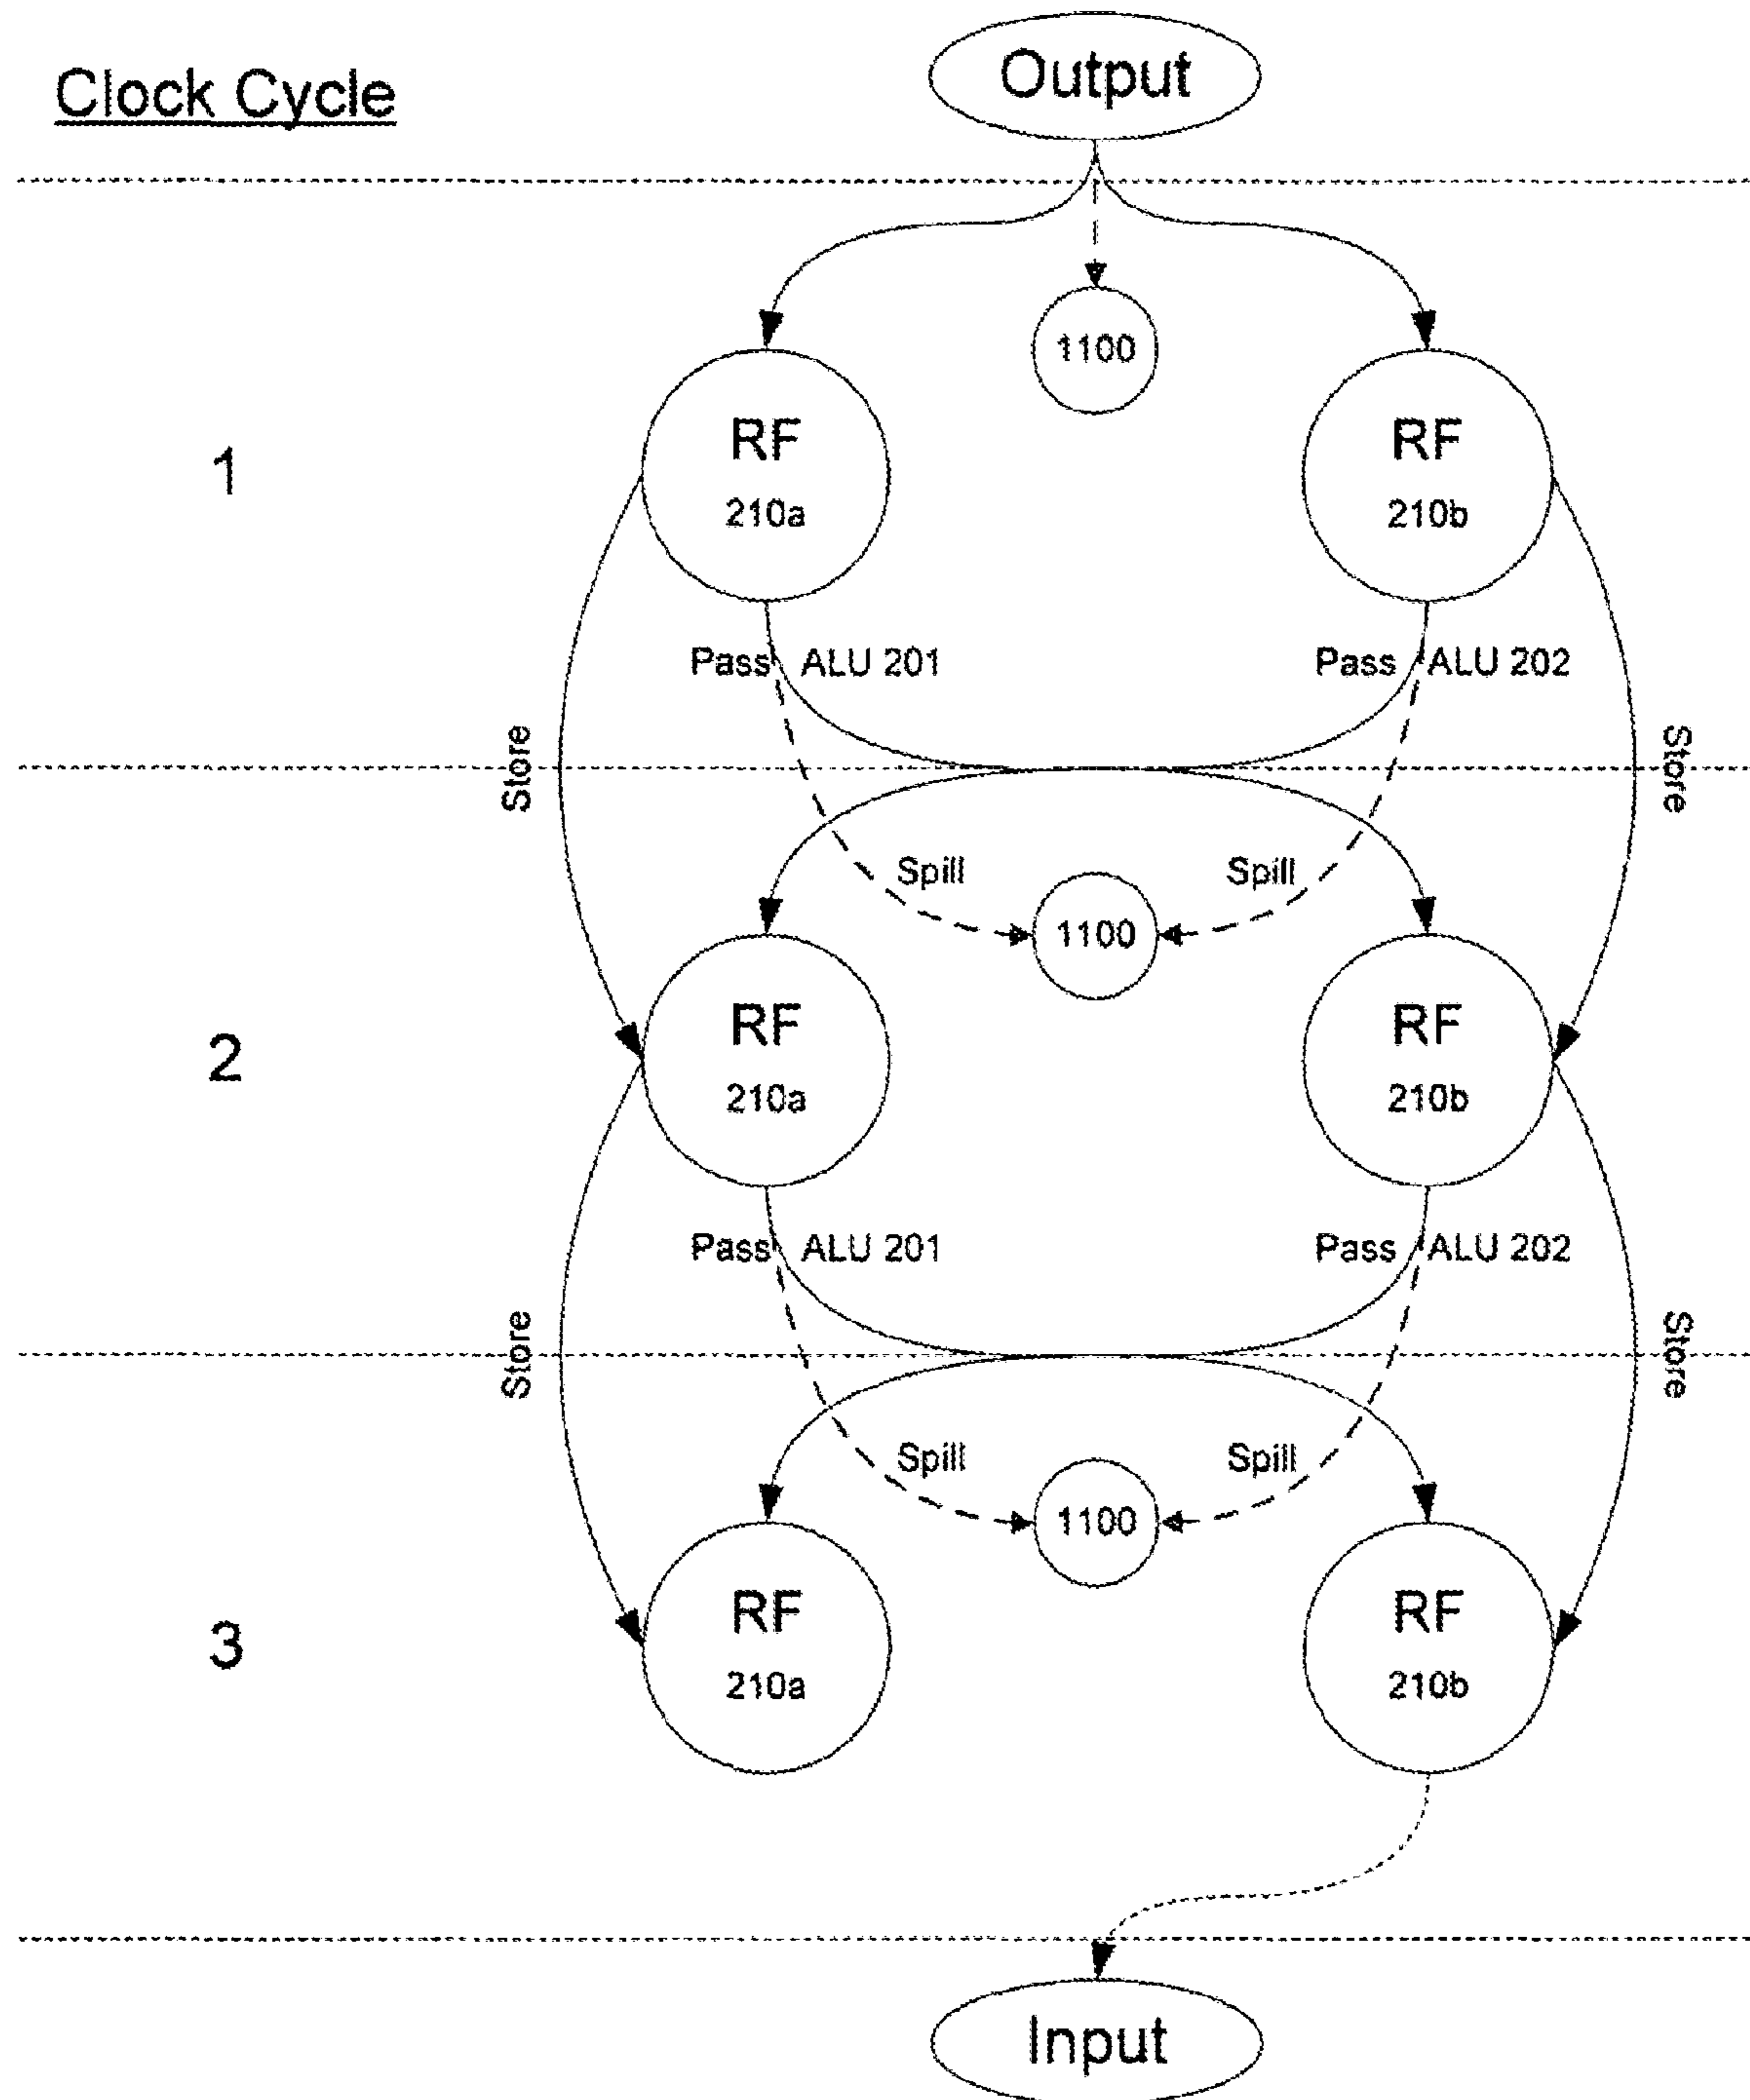 Output
Clock Cycle
1100
RF
210a
RF
210b
1
Pass
ALU 201
Pass
ALU 202
Store
Store
Spill
Spill
1100
RF
210a
RF
210b
2
Pass
ALU 201
Pass
ALU 202
Store
Store
Spill
Spill
1100
RF
210a
RF
210b
3
Input